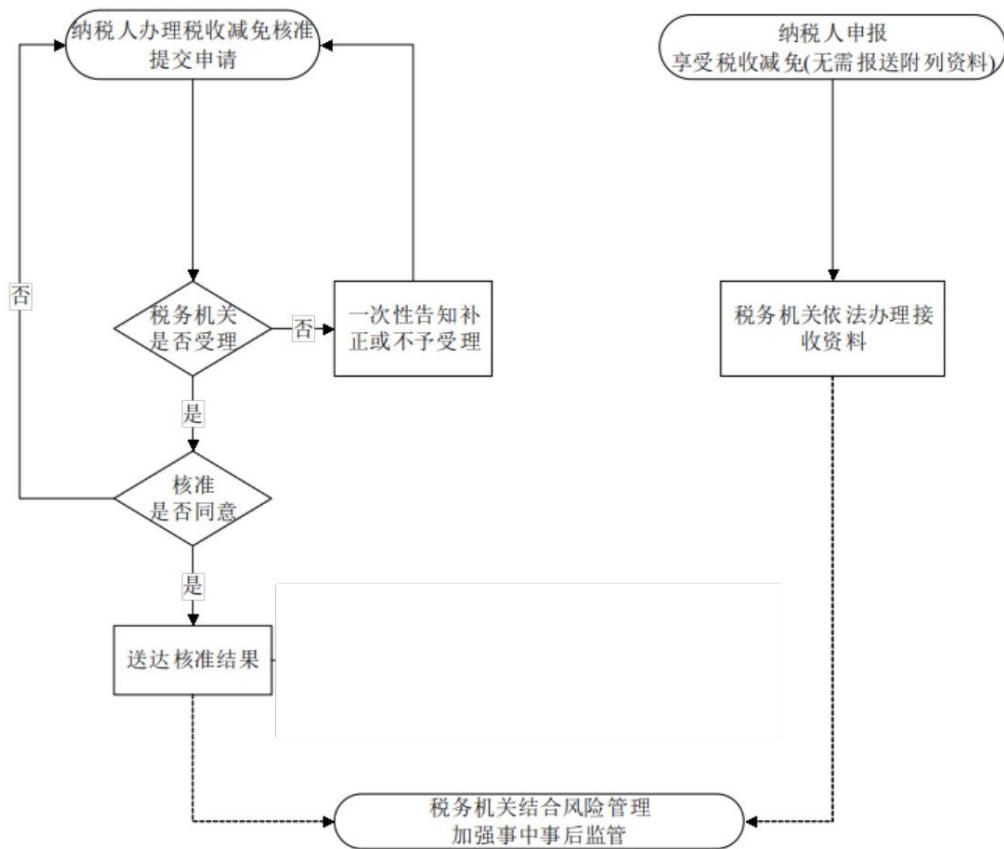 纳税人办理税收减免核准
提交申请
纳税人申报
享受税收减免(无需报送附列资料)
否
税务机关
是否受理
否
一次性告知补
正或不予受理
税务机关依法办理接
收资料
是
核准
是否同意
是
送达核准结果
税务机关结合风险管理
加强事中事后监管